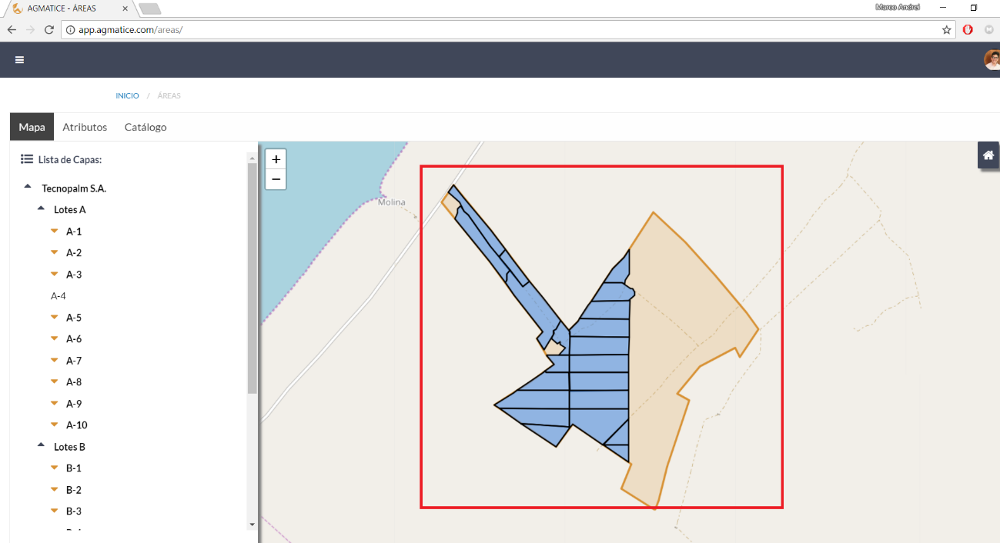 AGMATICE - ÁREAS
Marco Andrei
app.agmatice.com/areas/
INICIO / ÁREAS
Mapa Atributos Catálogo
Lista de Capas:
Tecnopalm S.A.
Lotes A
A-1
A-2
A-3
A-4
A-5
A-6
A-7
A-8
A-9
A-10
Lotes B
B-1
B-2
B-3
+
−
Molina